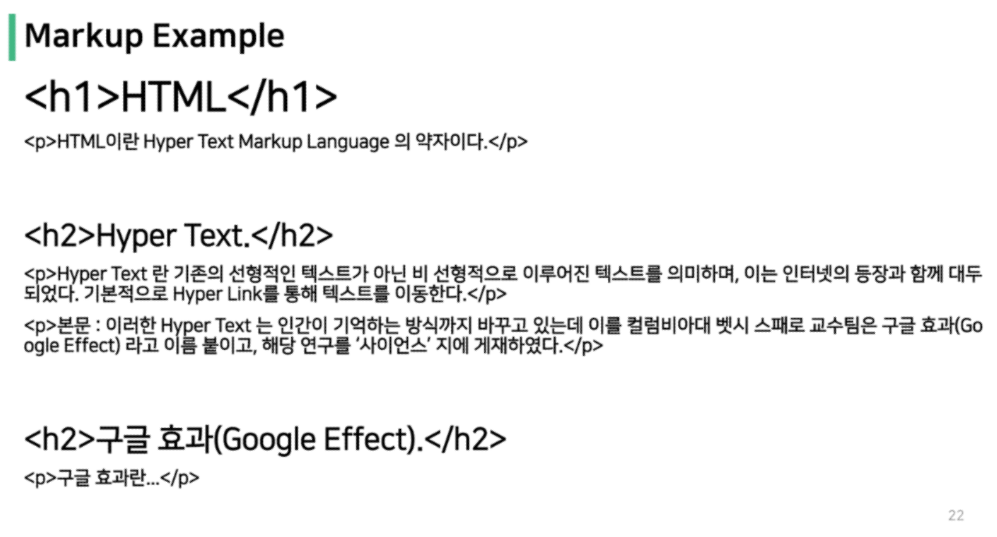 Markup Example
<h1>HTML</h1>
<p>HTML이란 Hyper Text Markup Language 의 약자이다.</p>
<h2>Hyper Text.</h2>
<p>Hyper Text 란 기존의 선형적인 텍스트가 아닌 비 선형적으로 이루어진 텍스트를 의미하며, 이는 인터넷의 등장과 함께 대두
되었다. 기본적으로 Hyper Link를 통해 텍스트를 이동한다.</p>
<p>본문 : 이러한 Hyper Text 는 인간이 기억하는 방식까지 바꾸고 있는데 이를 컬럼비아대 벳시 스패로 교수팀은 구글 효과(Go
ogle Effect) 라고 이름 붙이고, 해당 연구를 ‘사이언스’ 지에 게재하였다.</p>
<h2>구글 효과(Google Effect).</h2>
<p>구글 효과란...</p>
22